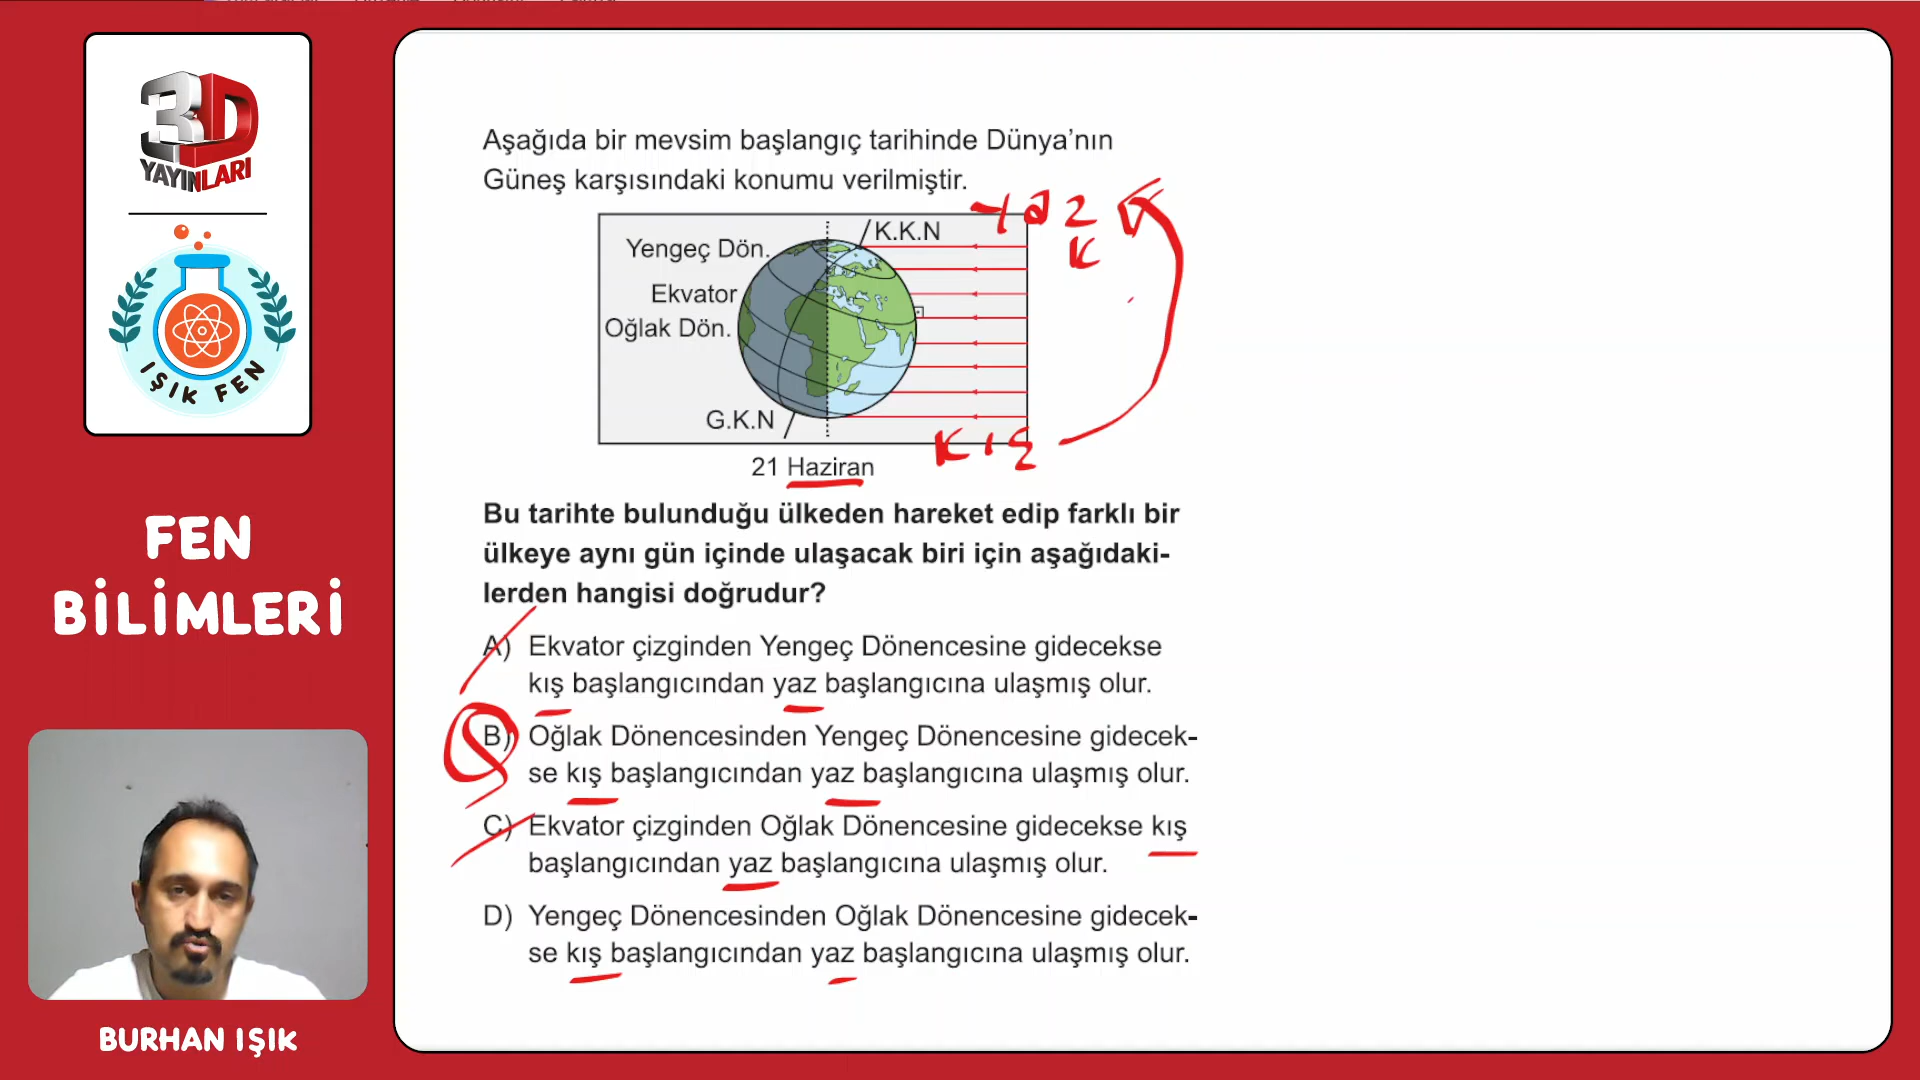 3D
YAYINLARI
IŞIK FEN
FEN
BİLİMLERİ
BURHAN IŞIK
Aşağıda bir mevsim başlangıç tarihinde Dünya’nın
Güneş karşısındaki konumu verilmiştir.
Yengeç Dön.
K.K.N
Ekvator
Oğlak Dön.
G.K.N
yaz
K
kış
21 Haziran
Bu tarihte bulunduğu ülkeden hareket edip farklı bir
ülkeye aynı gün içinde ulaşacak biri için aşağıdaki-
lerden hangisi doğrudur?
A) Ekvator çizginden Yengeç Dönencesine gidecekse
kış başlangıcından yaz başlangıcına ulaşmış olur.
B) Oğlak Dönencesinden Yengeç Dönencesine gidecek-
se kış başlangıcından yaz başlangıcına ulaşmış olur.
C) Ekvator çizginden Oğlak Dönencesine gidecekse kış
başlangıcından yaz başlangıcına ulaşmış olur.
D) Yengeç Dönencesinden Oğlak Dönencesine gidecek-
se kış başlangıcından yaz başlangıcına ulaşmış olur.